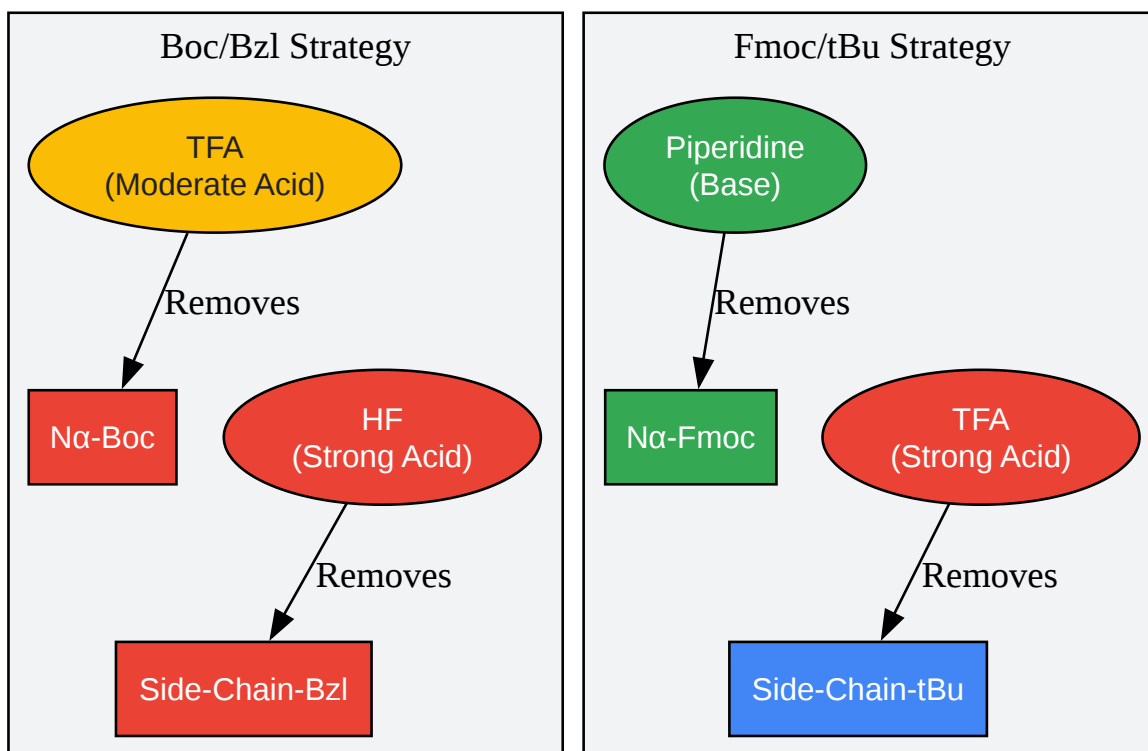 Boc/Bzl Strategy
TFA
(Moderate Acid)
Removes
Nα-Boc
HF
(Strong Acid)
Removes
Side-Chain-Bzl
Fmoc/tBu Strategy
Piperidine
(Base)
Removes
Nα-Fmoc
TFA
(Strong Acid)
Removes
Side-Chain-tBu